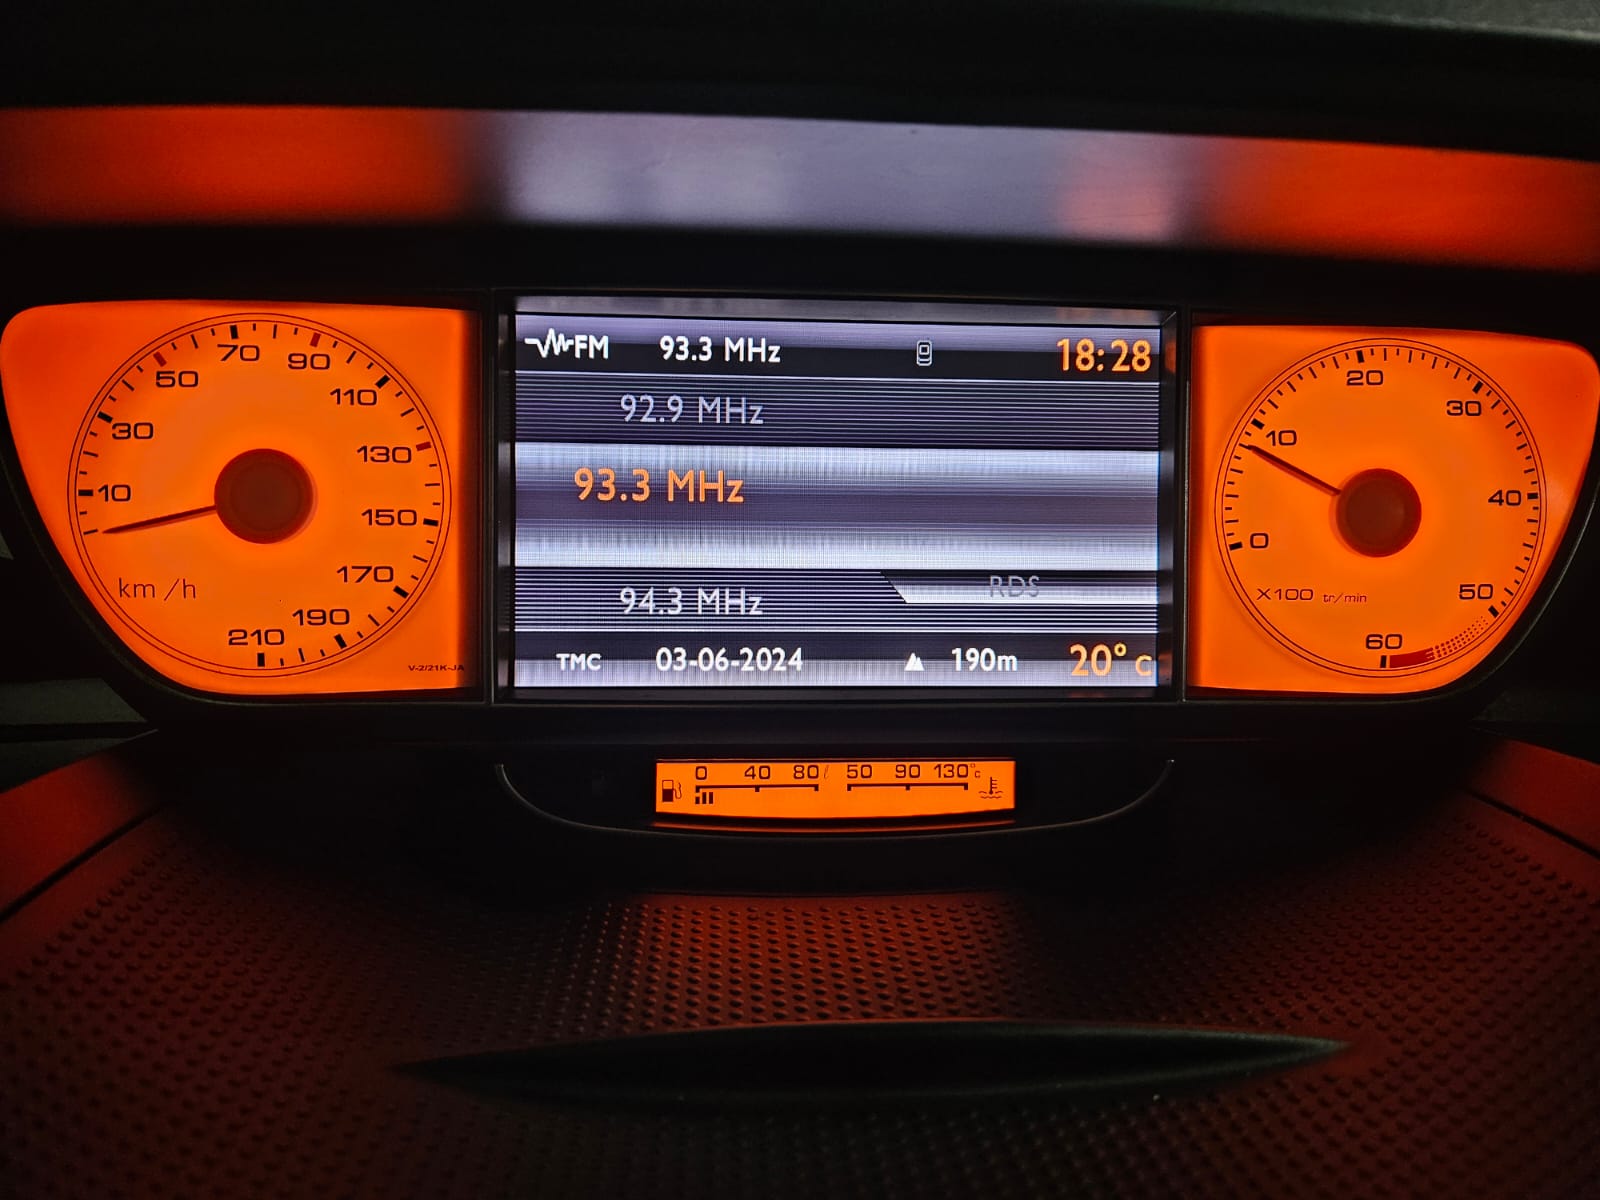 10
30
50
70
90
110
130
150
170
190
210
km/h
V-2/21K-JA
FM 93.3 MHz 18:28
92.9 MHz
93.3 MHz
RDS
94.3 MHz
TMC 03-06-2024 190m 20° c
0
10
20
30
40
50
60
X100 tr/min
0 40 80 l 50 90 130°c